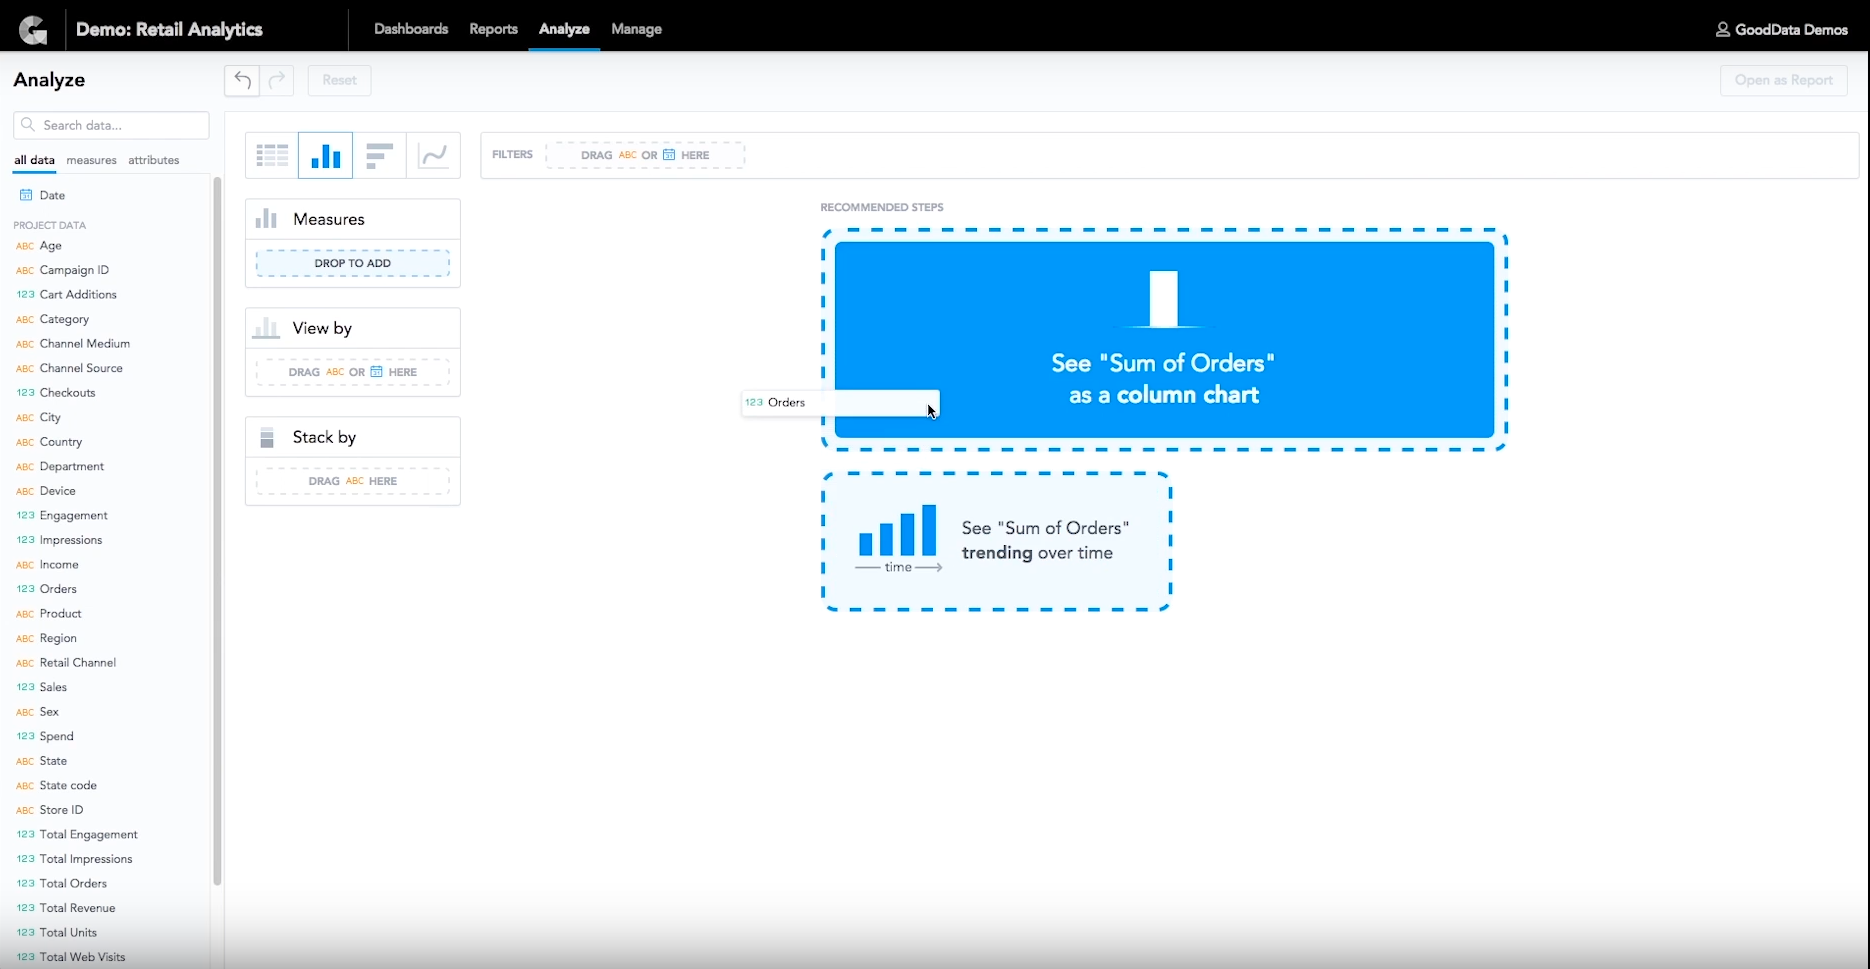 Demo: Retail Analytics
Dashboards
Reports
Analyze
Manage
GoodData Demos
Analyze
Reset
Open as Report
Search data...
all data
measures
attributes
Date
PROJECT DATA
ABC Age
ABC Campaign ID
123 Cart Additions
ABC Category
ABC Channel Medium
ABC Channel Source
123 Checkouts
ABC City
ABC Country
ABC Department
ABC Device
123 Engagement
123 Impressions
ABC Income
123 Orders
ABC Product
ABC Region
ABC Retail Channel
123 Sales
ABC Sex
123 Spend
ABC State
ABC State code
ABC Store ID
123 Total Engagement
123 Total Impressions
123 Total Orders
123 Total Revenue
123 Total Units
123 Total Web Visits
Measures
DROP TO ADD
View by
DRAG ABC OR HERE
Stack by
DRAG ABC HERE
FILTERS
DRAG ABC OR HERE
RECOMMENDED STEPS
See "Sum of Orders"
as a column chart
123 Orders
time
See "Sum of Orders"
trending over time